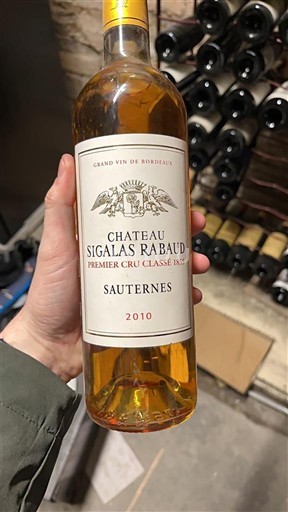 GRAND VIN DE BORDEAUX
CHATEAU
SIGALAS RABAUD
PREMIER CRU CLASSÉ 1855
SAUTERNES
2010